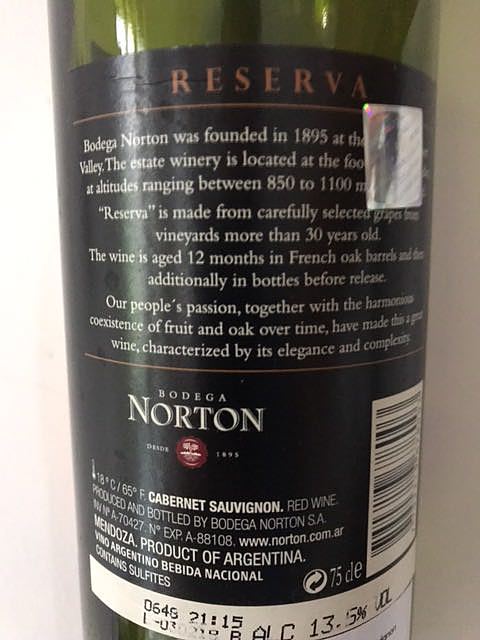 RESERVA
Bodega Norton was founded in 1895 at the
Valley. The estate winery is located at the foo
at altitudes ranging between 850 to 1100 m
"Reserva" is made from carefully selected grapes from
vineyards more than 30 years old.
The wine is aged 12 months in French oak barrels and then
additionally in bottles before release.
Our people´s passion, together with the harmonious
coexistence of fruit and oak over time, have made this a great
wine, characterized by its elegance and complexity.
BODEGA
NORTON
DESDE 1895
18° C / 65° F. CABERNET SAUVIGNON. RED WINE.
PRODUCED AND BOTTLED BY BODEGA NORTON S.A.
INV N° A-70427. N° EXP. A-88108. www.norton.com.ar
MENDOZA. PRODUCT OF ARGENTINA.
VINO ARGENTINO BEBIDA NACIONAL
CONTAINS SULFITES
75 cl e
0648 21:15
B ALC 13.5% VOL